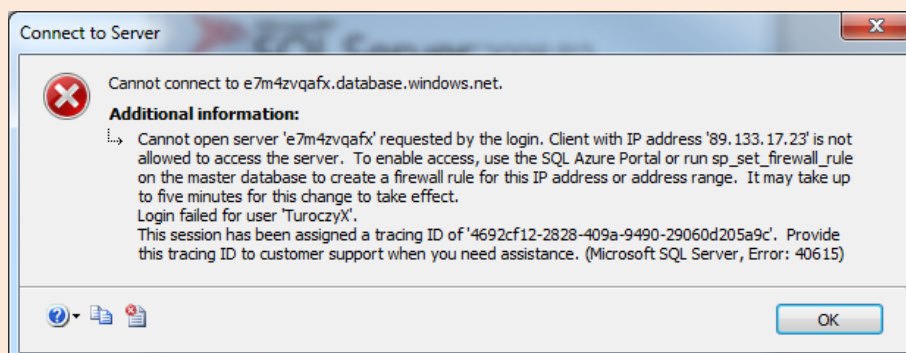 Connect to Server
SQL Server
Cannot connect to e7m4zvqafx.database.windows.net.
Additional information:
Cannot open server 'e7m4zvqafx' requested by the login. Client with IP address '89.133.17.23' is not
allowed to access the server. To enable access, use the SQL Azure Portal or run sp_set_firewall_rule
on the master database to create a firewall rule for this IP address or address range. It may take up
to five minutes for this change to take effect.
Login failed for user 'TuroczyX'.
This session has been assigned a tracing ID of '4692cf12-2828-409a-9490-29060d205a9c'. Provide
this tracing ID to customer support when you need assistance. (Microsoft SQL Server, Error: 40615)
OK